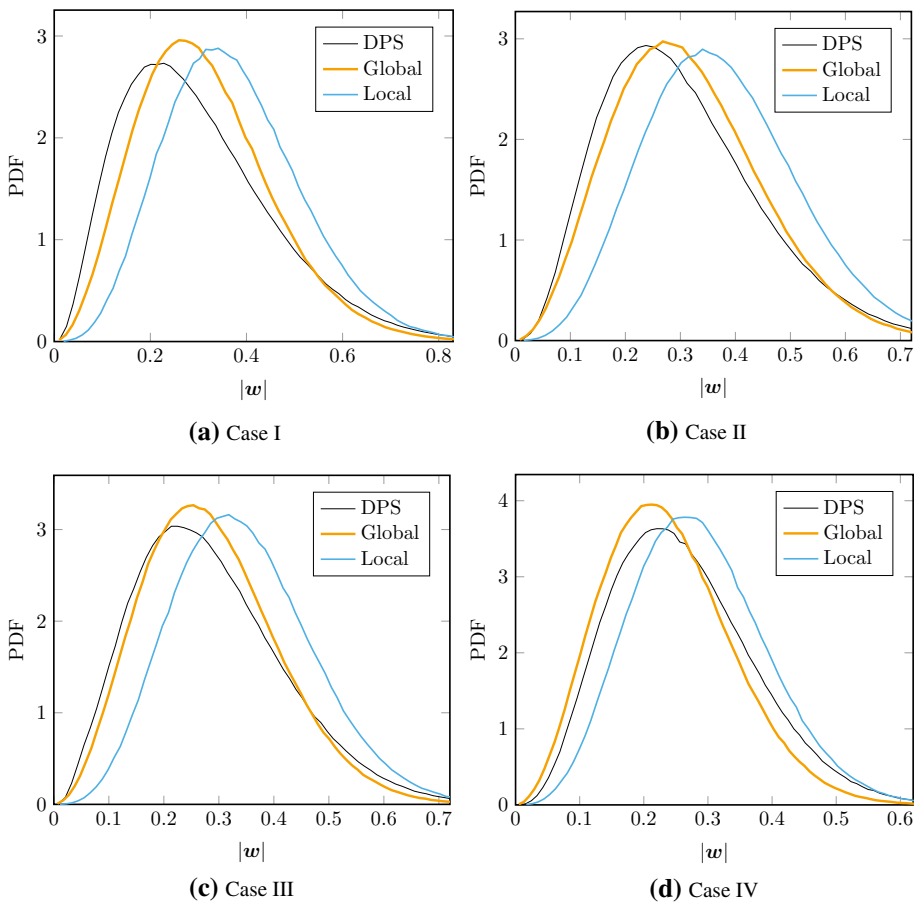 3
2
1
0
PDF
DPS
Global
Local
0 0.2 0.4 0.6 0.8
|w|
(a) Case I
3
2
1
0
PDF
DPS
Global
Local
0 0.1 0.2 0.3 0.4 0.5 0.6 0.7
|w|
(b) Case II
3
2
1
0
PDF
DPS
Global
Local
0 0.1 0.2 0.3 0.4 0.5 0.6 0.7
|w|
(c) Case III
4
3
2
1
0
PDF
DPS
Global
Local
0 0.1 0.2 0.3 0.4 0.5 0.6
|w|
(d) Case IV